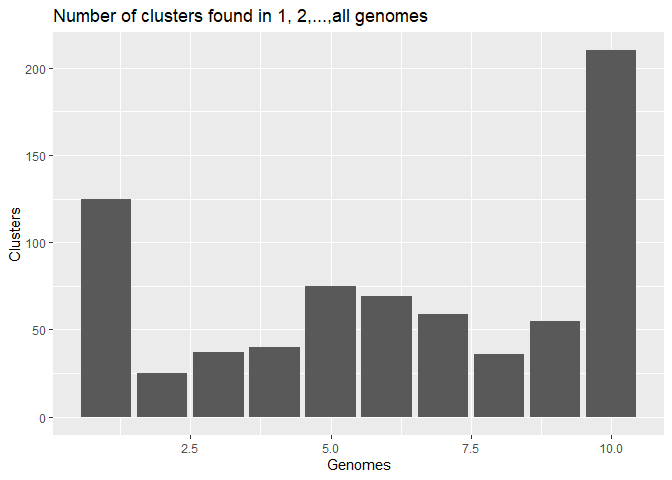 Number of clusters found in 1, 2,...,all genomes
200
150
100
50
0
Clusters
2.5 5.0 7.5 10.0
Genomes